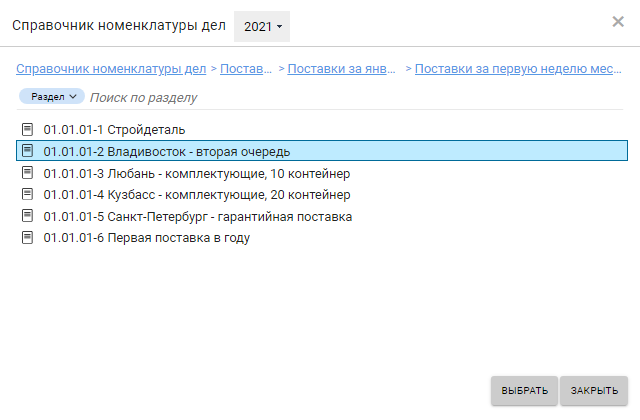 Справочник номенклатуры дел 2021
Справочник номенклатуры дел > Постав... > Поставки за янв... > Поставки за первую неделю мес...
Раздел Поиск по разделу
01.01.01-1 Стройдеталь
01.01.01-2 Владивосток - вторая очередь
01.01.01-3 Любань - комплектующие, 10 контейнер
01.01.01-4 Кузбасс - комплектующие, 20 контейнер
01.01.01-5 Санкт-Петербург - гарантийная поставка
01.01.01-6 Первая поставка в году
ВЫБРАТЬ ЗАКРЫТЬ